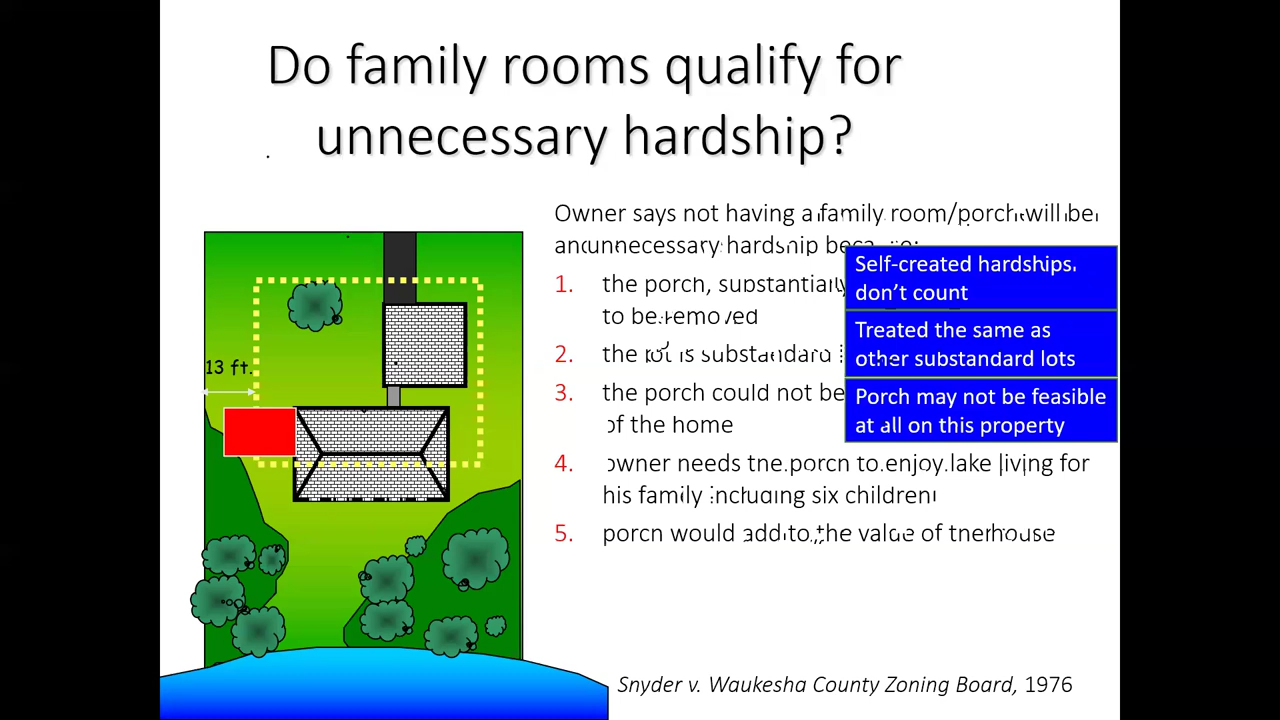 Do family rooms qualify for
unnecessary hardship?
Owner says not having a family room/porch will be
an unnecessary hardship
1. the porch, substantially
to be removed
2. the lot is substandard
3. the porch could not be
of the home
4. owner needs the porch to enjoy lake living for
his family including six children
5. porch would add to the value of the house
Self-created hardships
don’t count
Treated the same as
other substandard lots
Porch may not be feasible
at all on this property
13 ft.
Snyder v. Waukesha County Zoning Board, 1976